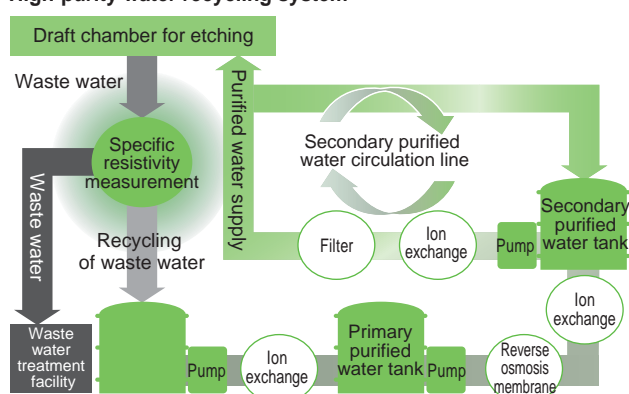 High-purity water recycling system
Draft chamber for etching
Waste water
Specific
resistivity
measurement
Waste water
Recycling
of waste water
Waste
water
treatment
facility
Purified water supply
Secondary purified
water circulation line
Filter
Ion
exchange
Pump
Secondary
purified
water tank
Ion
exchange
Pump
Ion
exchange
Primary
purified
water tank
Pump
Reverse
osmosis
membrane